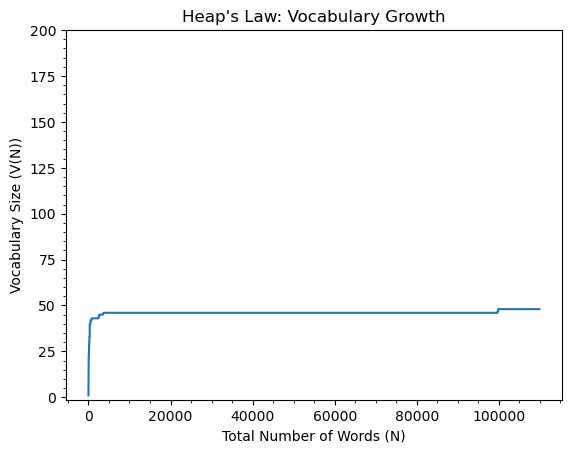 Heap's Law: Vocabulary Growth
200
175
150
125
100
75
50
25
0
Vocabulary Size (V(N))
0 20000 40000 60000 80000 100000
Total Number of Words (N)